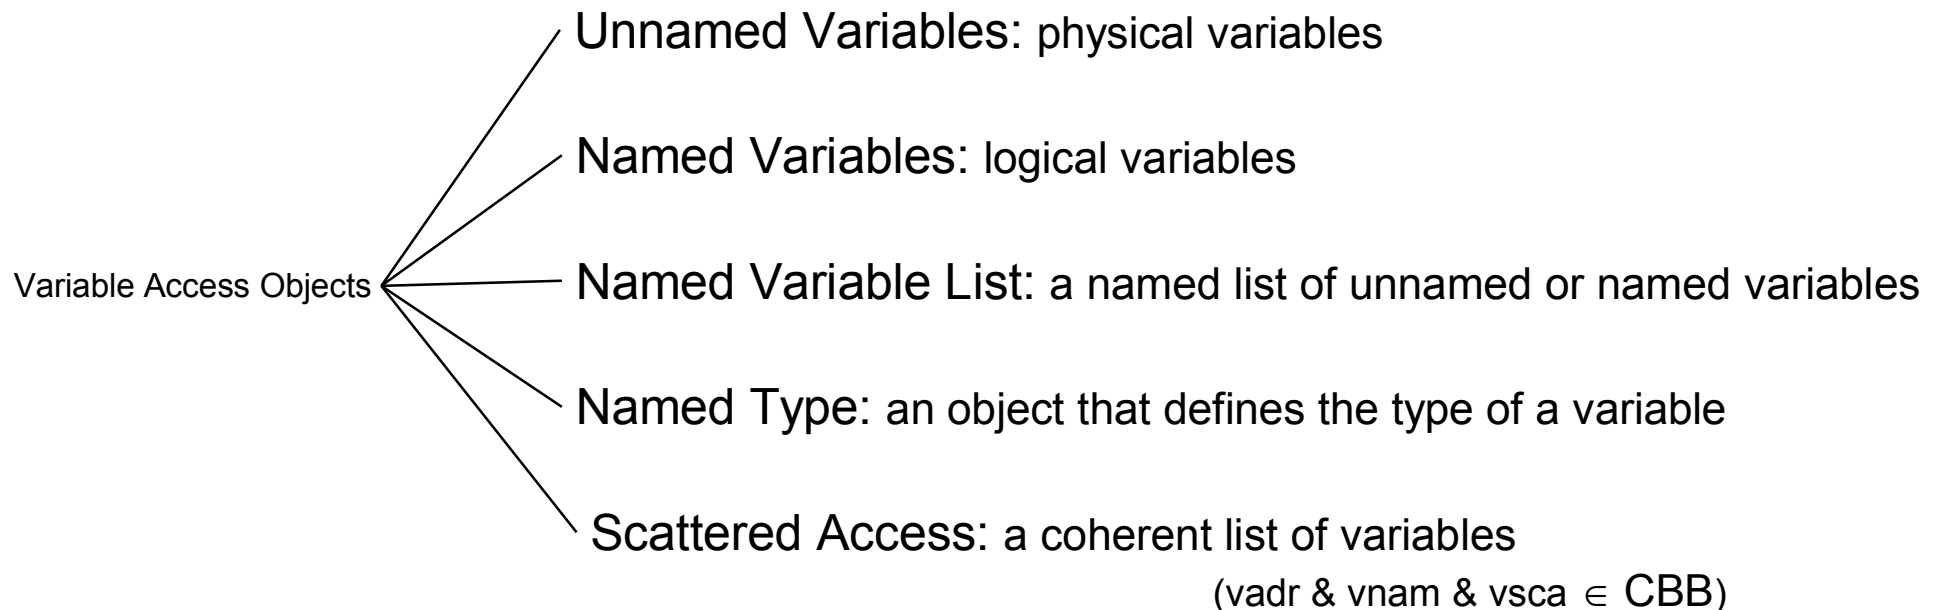 Unnamed Variables: physical variables
Named Variables: logical variables
Variable Access Objects
Named Variable List: a named list of unnamed or named variables
Named Type: an object that defines the type of a variable
Scattered Access: a coherent list of variables
(vadr & vnam & vsca ∈ CBB)